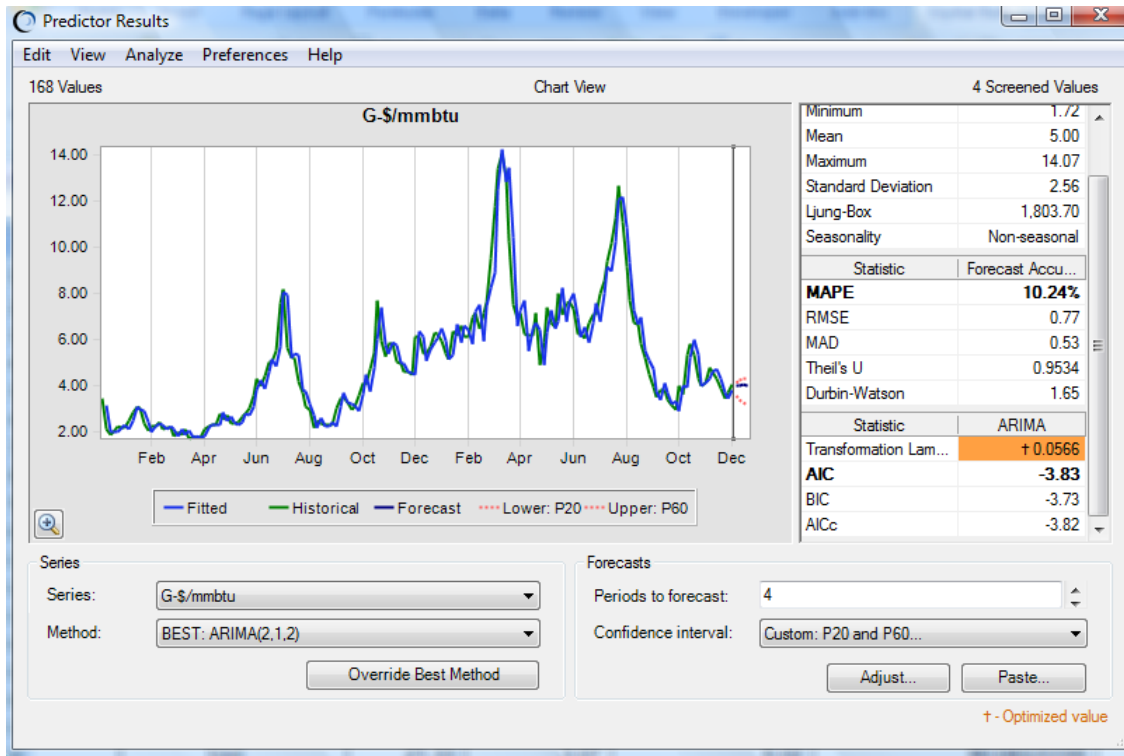 Predictor Results
Edit View Analyze Preferences Help
168 Values Chart View 4 Screened Values
G-$/mmbtu
14.00
12.00
10.00
8.00
6.00
4.00
2.00
Feb Apr Jun Aug Oct Dec Feb Apr Jun Aug Oct Dec
Fitted Historical Forecast Lower: P20 Upper: P60
Minimum 1.72
Mean 5.00
Maximum 14.07
Standard Deviation 2.56
Ljung-Box 1,803.70
Seasonality Non-seasonal
Statistic Forecast Accu...
MAPE 10.24%
RMSE 0.77
MAD 0.53
Theil's U 0.9534
Durbin-Watson 1.65
Statistic ARIMA
Transformation Lam... † 0.0566
AIC -3.83
BIC -3.73
AICc -3.82
Series
Series: G-$/mmbtu
Method: BEST: ARIMA(2,1,2)
Override Best Method
Forecasts
Periods to forecast: 4
Confidence interval: Custom: P20 and P60...
Adjust... Paste...
† - Optimized value